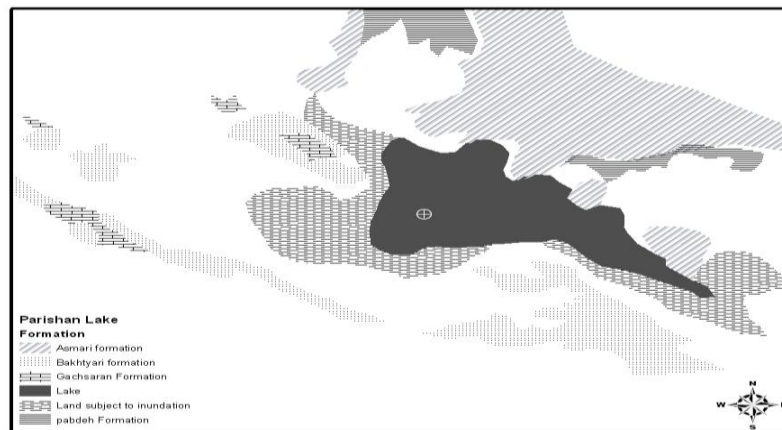 Parishan Lake
Formation
Asmari formation
Bakhtyari formation
Gachsaran Formation
Lake
Land subject to inundation
pabdeh Formation
N
W
S